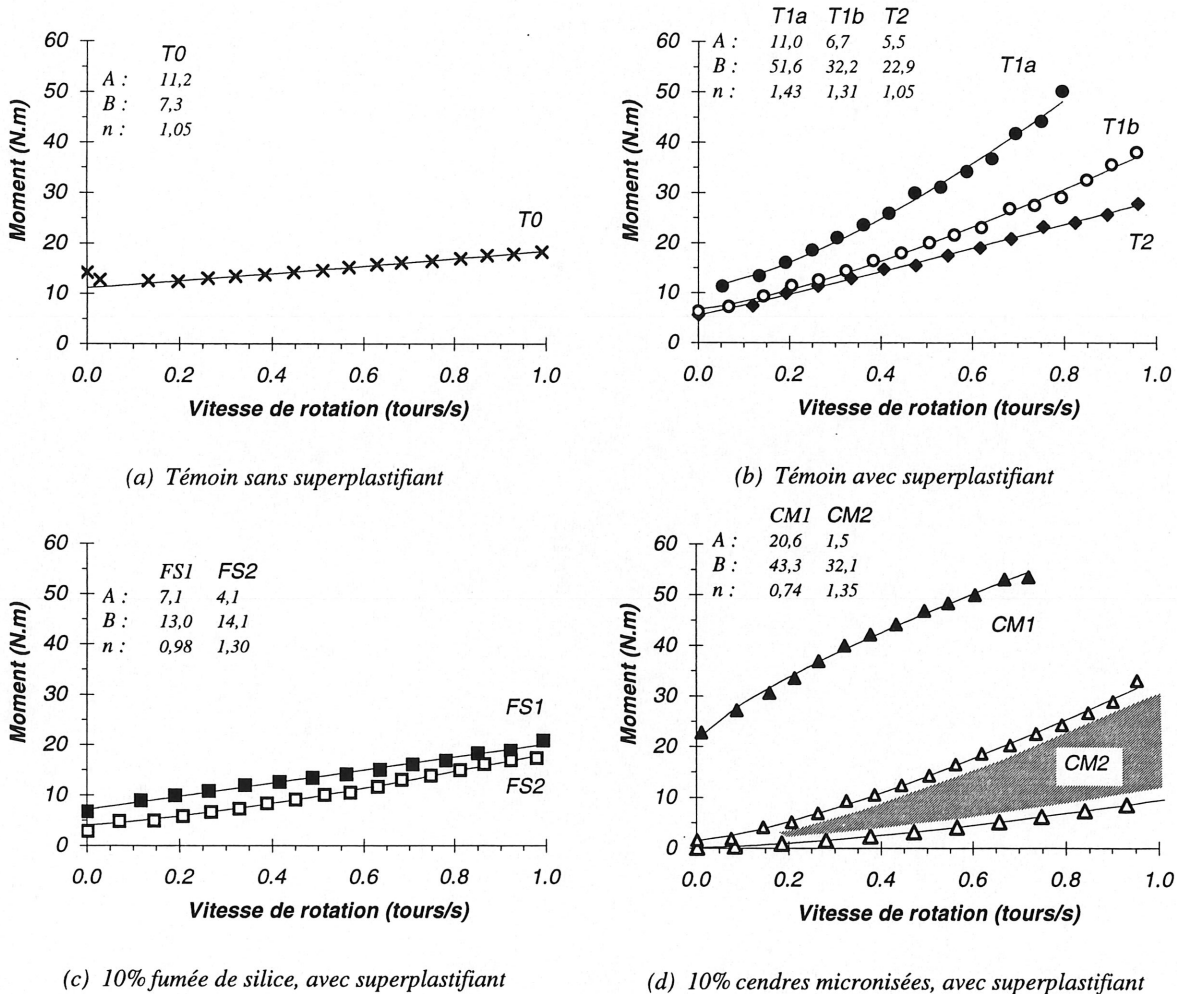 T0
A : 11,2
B : 7,3
n : 1,05
60
50
40
30
20
10
0
Moment (N.m)
T0
0.0 0.2 0.4 0.6 0.8 1.0
Vitesse de rotation (tours/s)
(a) Témoin sans superplastifiant
T1a T1b T2
A : 11,0 6,7 5,5
B : 51,6 32,2 22,9
n : 1,43 1,31 1,05
60
50
40
30
20
10
0
Moment (N.m)
T1a
T1b
T2
0.0 0.2 0.4 0.6 0.8 1.0
Vitesse de rotation (tours/s)
(b) Témoin avec superplastifiant
FS1 FS2
A : 7,1 4,1
B : 13,0 14,1
n : 0,98 1,30
60
50
40
30
20
10
0
Moment (N.m)
FS1
FS2
0.0 0.2 0.4 0.6 0.8 1.0
Vitesse de rotation (tours/s)
(c) 10% fumée de silice, avec superplastifiant
CM1 CM2
A : 20,6 1,5
B : 43,3 32,1
n : 0,74 1,35
60
50
40
30
20
10
0
Moment (N.m)
CM1
CM2
0.0 0.2 0.4 0.6 0.8 1.0
Vitesse de rotation (tours/s)
(d) 10% cendres micronisées, avec superplastifiant